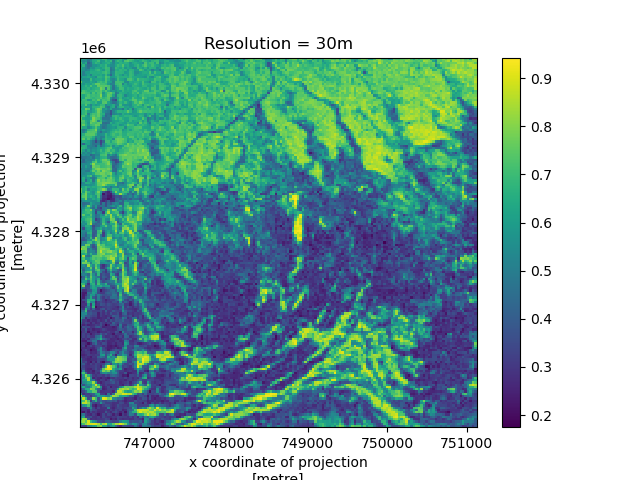 Resolution = 30m
1e6
4.330
4.329
4.328
4.327
4.326
y coordinate of projection
[metre]
747000 748000 749000 750000 751000
x coordinate of projection
[metre]
0.9
0.8
0.7
0.6
0.5
0.4
0.3
0.2